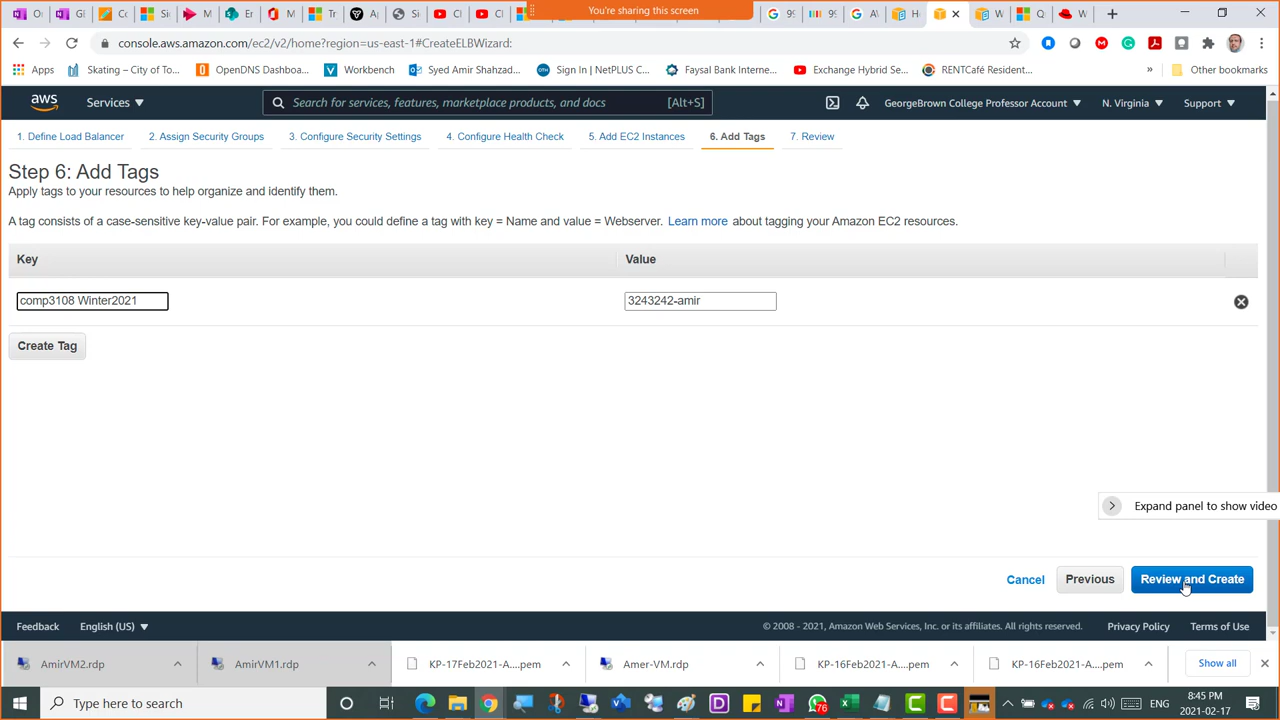 You're sharing this screen
console.aws.amazon.com/ec2/v2/home?region=us-east-1#CreateELBWizard:
Apps
Skating – City of To...
OpenDNS Dashboa...
Workbench
Syed Amir Shahzad...
Sign In | NetPLUS C...
Faysal Bank Interne...
Exchange Hybrid Se...
RENTCafé Resident...
»
Other bookmarks
aws
Services
Search for services, features, marketplace products, and docs
[Alt+S]
GeorgeBrown College Professor Account
N. Virginia
Support
1. Define Load Balancer
2. Assign Security Groups
3. Configure Security Settings
4. Configure Health Check
5. Add EC2 Instances
6. Add Tags
7. Review
Step 6: Add Tags
Apply tags to your resources to help organize and identify them.
A tag consists of a case-sensitive key-value pair. For example, you could define a tag with key = Name and value = Webserver. Learn more about tagging your Amazon EC2 resources.
Key
Value
comp3108 Winter2021
3243242-amir
Create Tag
Expand panel to show video
Cancel
Previous
Review and Create
Feedback
English (US)
© 2008 - 2021, Amazon Web Services, Inc. or its affiliates. All rights reserved.
Privacy Policy
Terms of Use
AmirVM2.rdp
AmirVM1.rdp
KP-17Feb2021-A....pem
Amer-VM.rdp
KP-16Feb2021-A....pem
KP-16Feb2021-A....pem
Show all
Type here to search
76
ENG
8:45 PM
2021-02-17